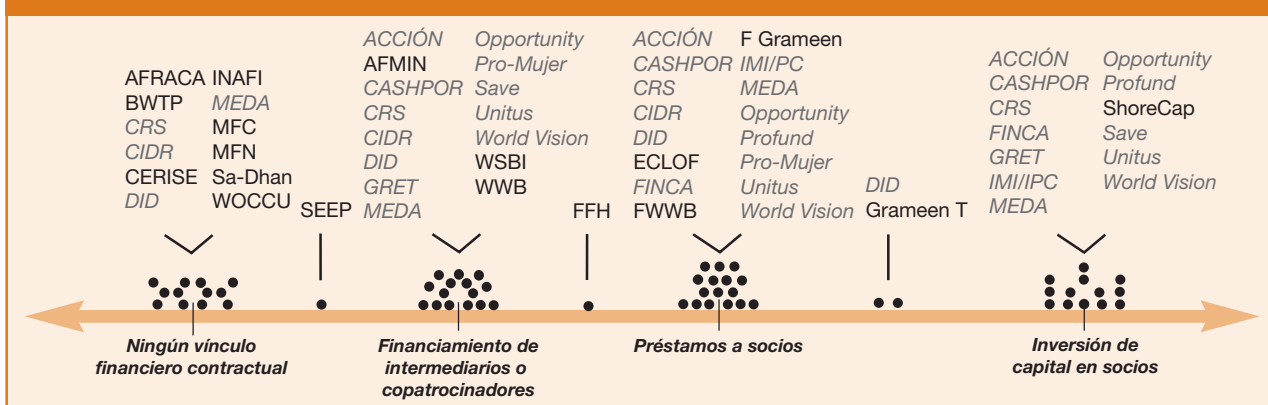 AFRACA INAFI
BWTP MEDA
CRS MFC
CIDR MFN
CERISE Sa-Dhan
DID WOCCU
SEEP
ACCIÓN Opportunity
AFMIN Pro-Mujer
CASHPOR Save
CRS Unitus
CIDR World Vision
DID WSBI
GRET WWB
MEDA
FFH
ACCIÓN F Grameen
CASHPOR IMI/PC
CRS MEDA
CIDR Opportunity
DID Profund
ECLOF Pro-Mujer
FINCA Unitus
FWWB World Vision
DID
Grameen T
ACCIÓN Opportunity
CASHPOR Profund
CRS ShoreCap
FINCA Save
GRET Unitus
IMI/IPC World Vision
MEDA
Ningún vínculo
financiero contractual
Financiamiento de
intermediarios o
copatrocinadores
Préstamos a socios
Inversión de
capital en socios